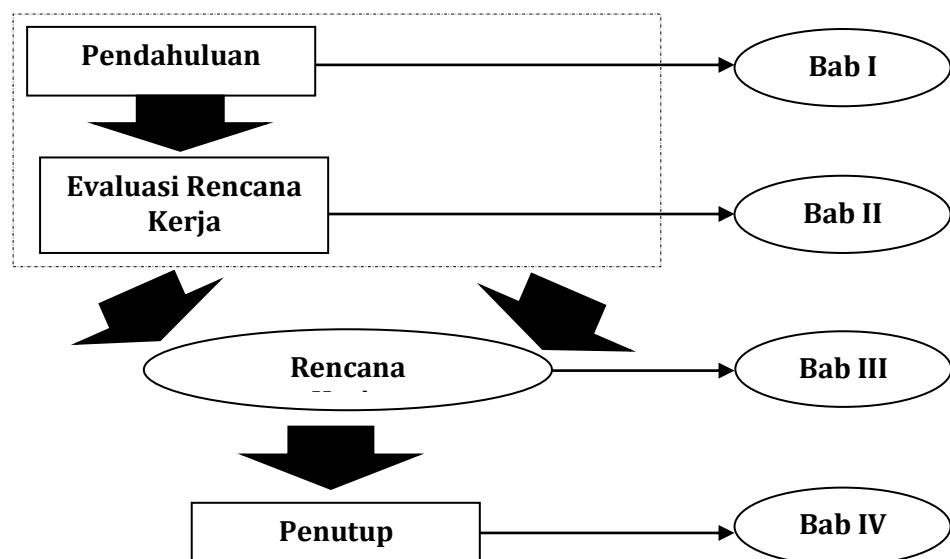 Pendahuluan
Bab I
Evaluasi Rencana
Kerja
Bab II
Rencana
Bab III
Penutup
Bab IV